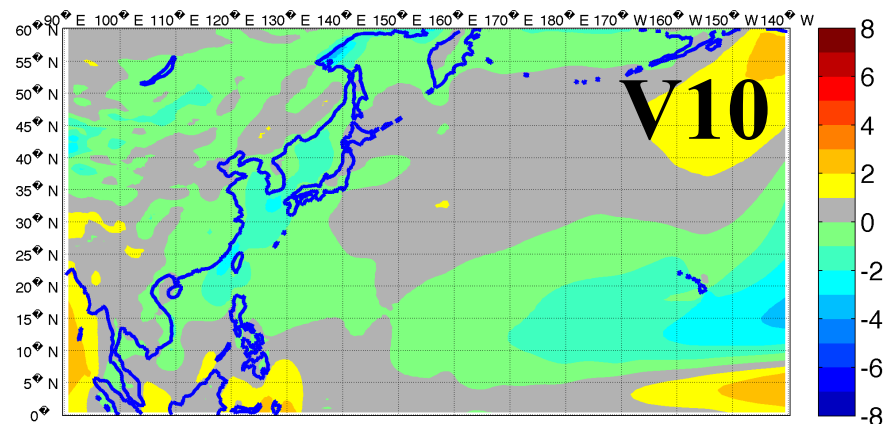 90� E 100� E 110� E 120� E 130� E 140� E 150� E 160� E 170� E 180� E 170� W 160� W 150� W 140� W
60� N
55� N
50� N
45� N
40� N
35� N
30� N
25� N
20� N
15� N
10� N
5� N
0�
V10
8
6
4
2
0
-2
-4
-6
-8